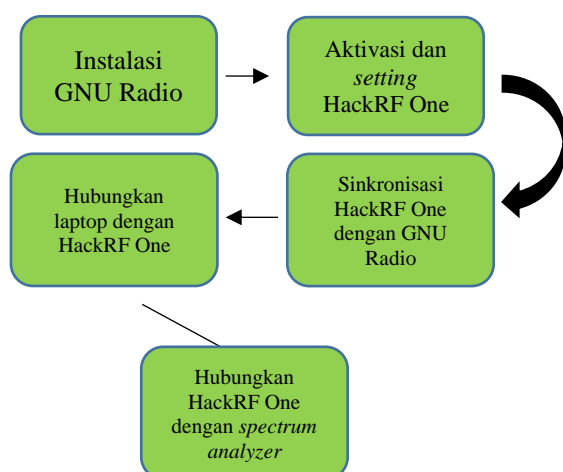 Instalasi
GNU Radio
Aktivasi dan
setting
HackRF One
Sinkronisasi
HackRF One
dengan GNU
Radio
Hubungkan
laptop dengan
HackRF One
Hubungkan
HackRF One
dengan spectrum
analyzer